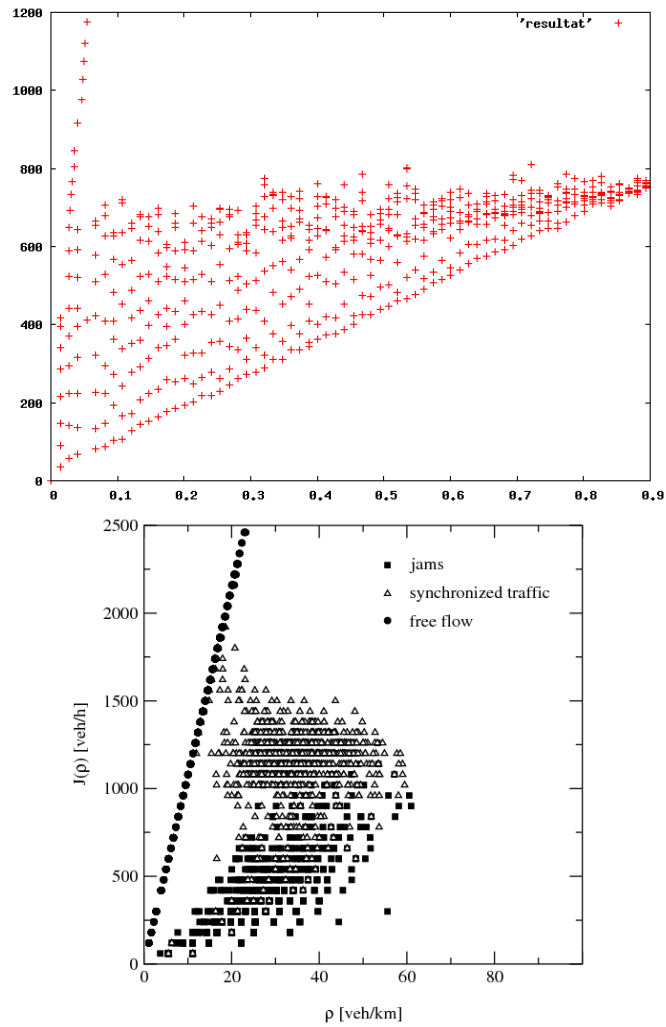 1200
'resultat'
1000
800
600
400
200
0
0 0.1 0.2 0.3 0.4 0.5 0.6 0.7 0.8 0.9
2500
jams
synchronized traffic
free flow
2000
1500
J(ρ) [veh/h]
1000
500
0
0 20 40 60 80
ρ [veh/km]